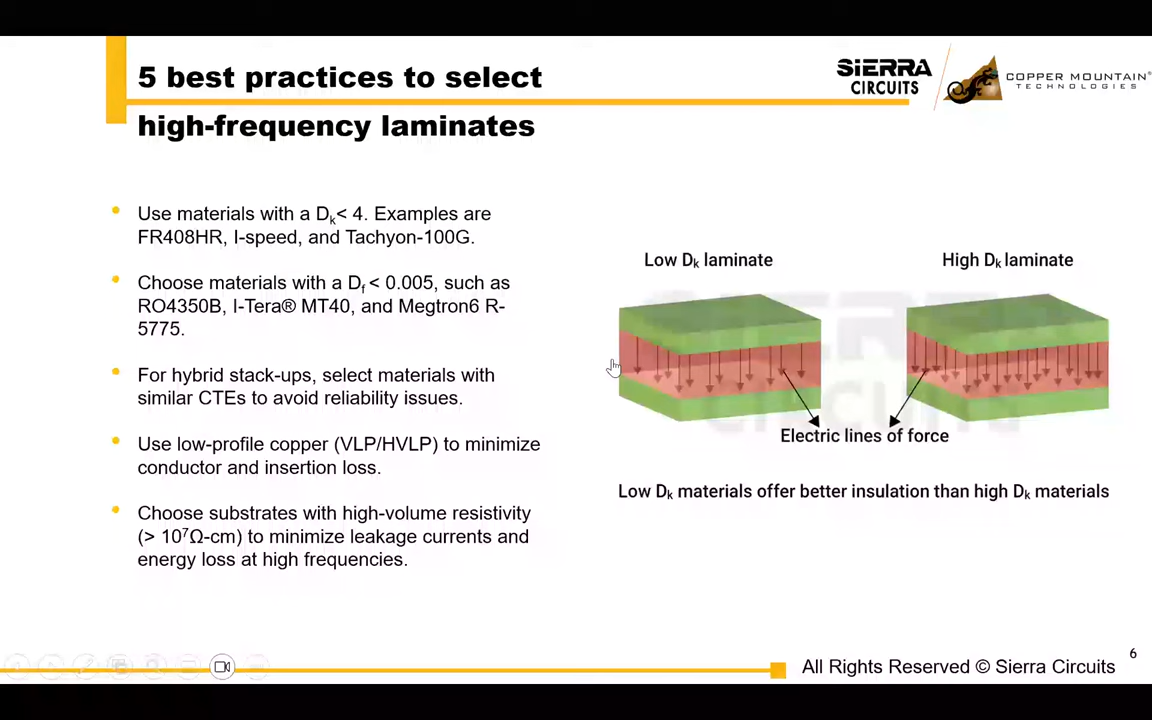 5 best practices to select
high-frequency laminates
SiERRA
CIRCUITS
COPPER MOUNTAIN®
TECHNOLOGIES
Use materials with a Dk< 4. Examples are
FR408HR, I-speed, and Tachyon-100G.
Choose materials with a Df < 0.005, such as
RO4350B, I-Tera® MT40, and Megtron6 R-
5775.
For hybrid stack-ups, select materials with
similar CTEs to avoid reliability issues.
Use low-profile copper (VLP/HVLP) to minimize
conductor and insertion loss.
Choose substrates with high-volume resistivity
(> 10⁷Ω-cm) to minimize leakage currents and
energy loss at high frequencies.
Low Dk laminate
High Dk laminate
SIERRA
CIRCUITS
Electric lines of force
Low Dk materials offer better insulation than high Dk materials
6
All Rights Reserved © Sierra Circuits